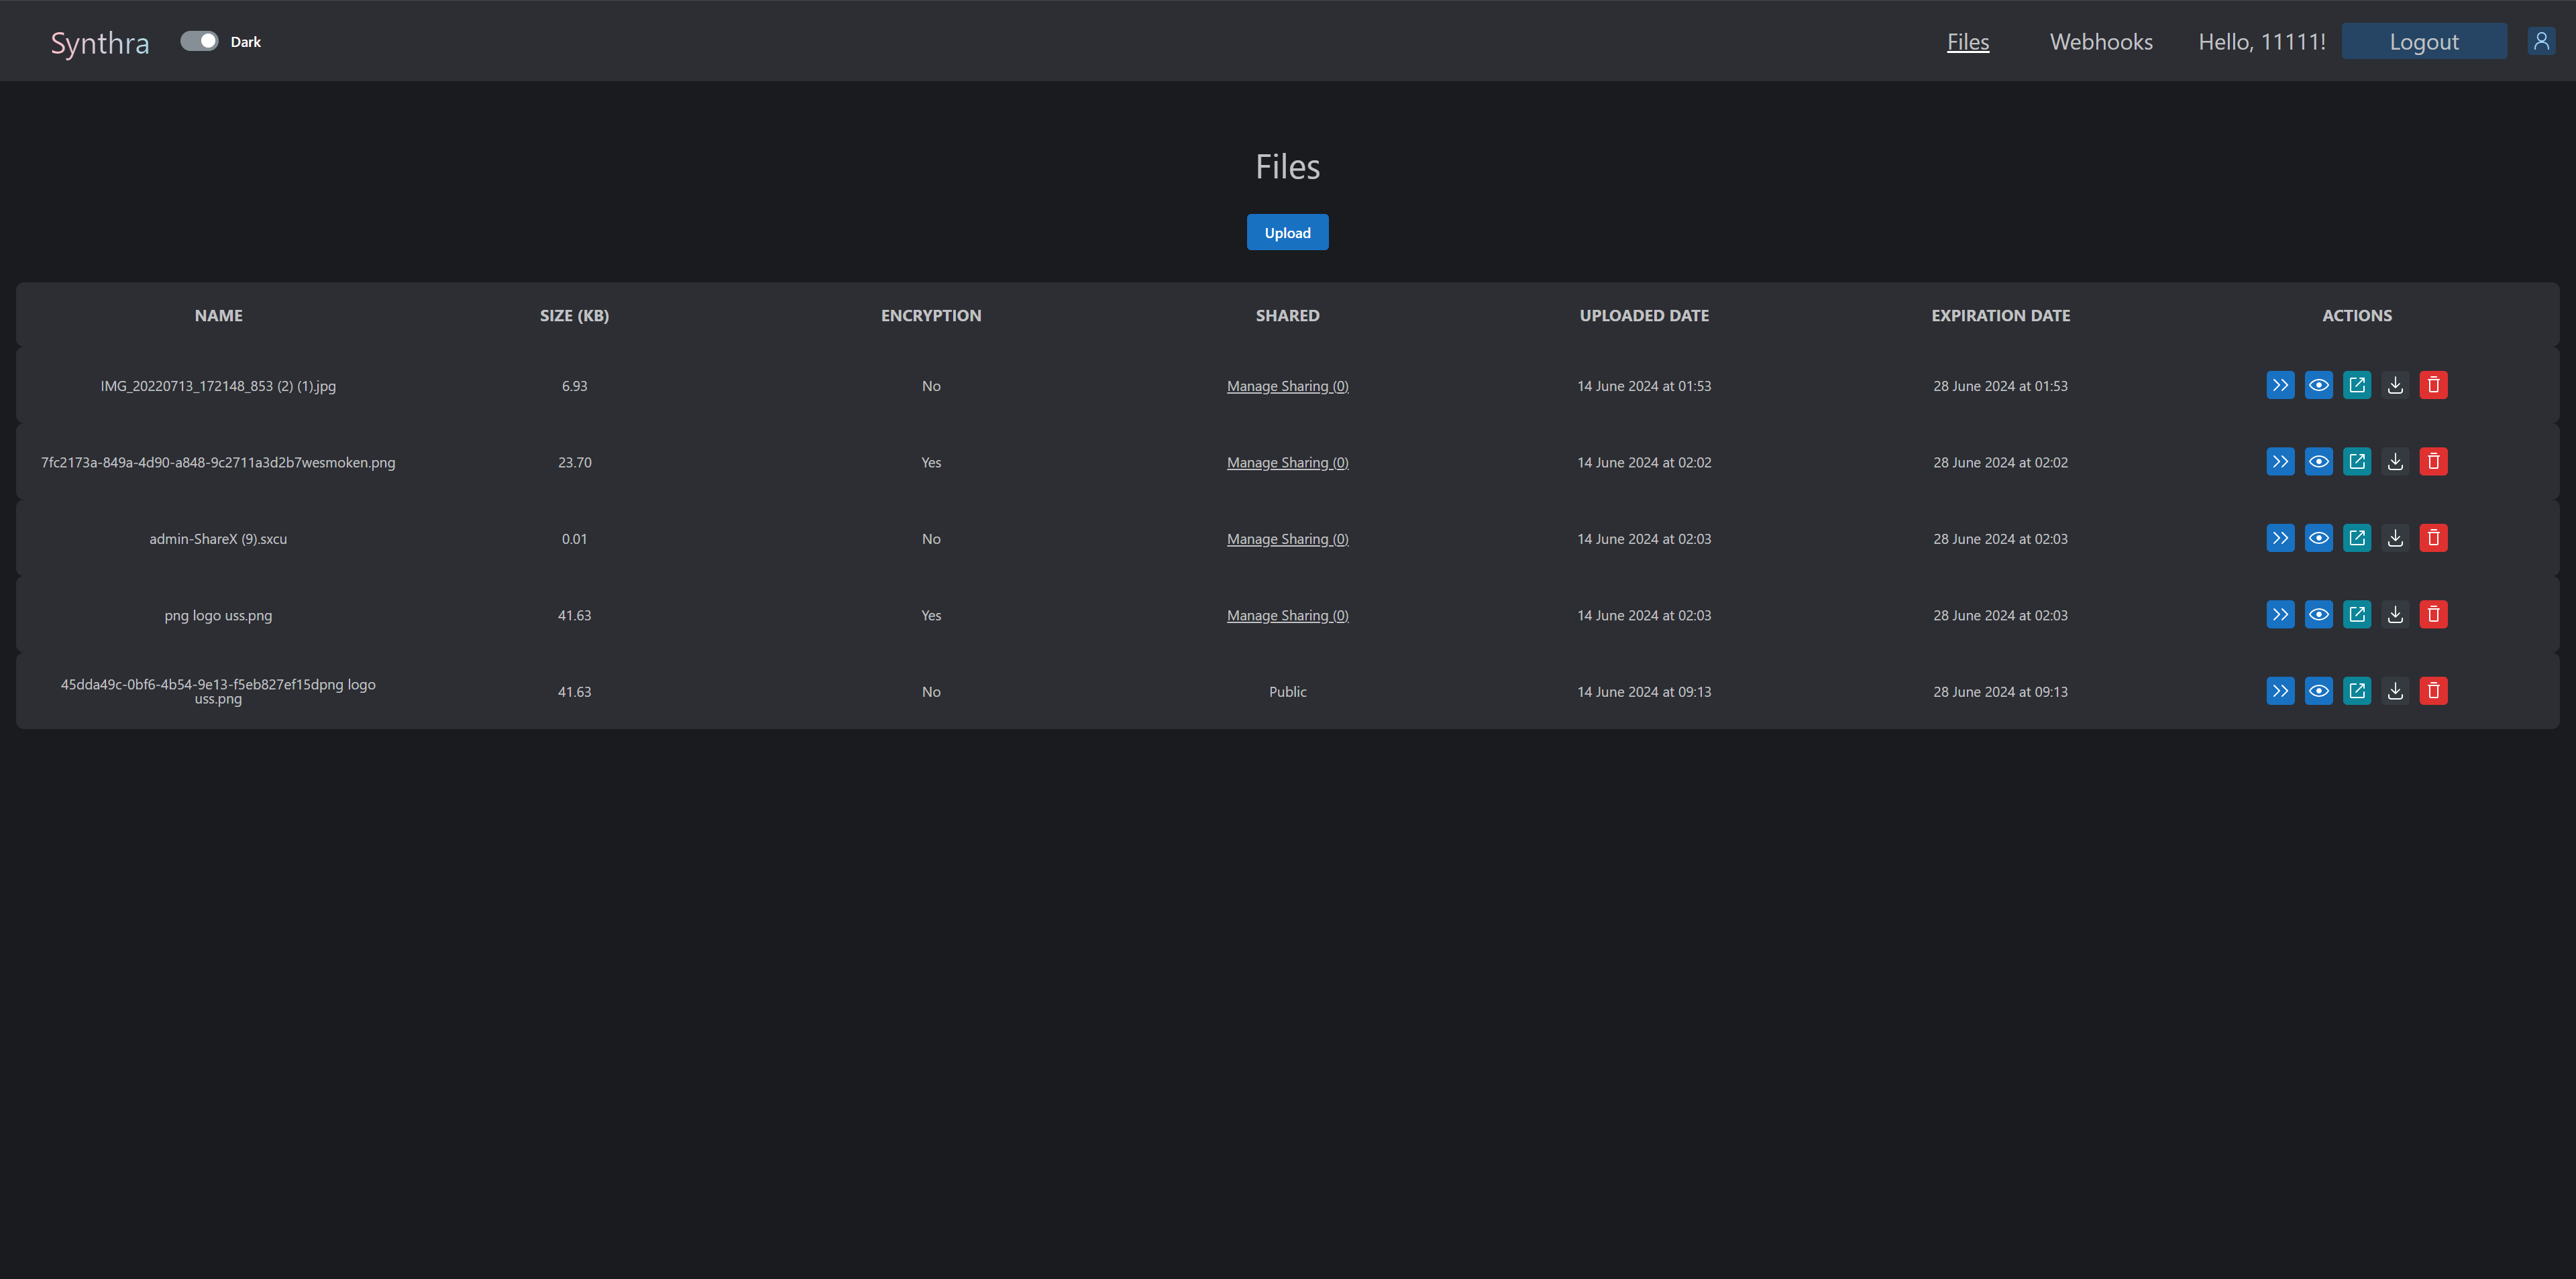 Synthra Dark Files Webhooks Hello, 11111! Logout
Files
Upload
NAME SIZE (KB) ENCRYPTION SHARED UPLOADED DATE EXPIRATION DATE ACTIONS
IMG_20220713_172148_853 (2) (1).jpg 6.93 No Manage Sharing (0) 14 June 2024 at 01:53 28 June 2024 at 01:53
7fc2173a-849a-4d90-a848-9c2711a3d2b7wesmoken.png 23.70 Yes Manage Sharing (0) 14 June 2024 at 02:02 28 June 2024 at 02:02
admin-ShareX (9).sxcu 0.01 No Manage Sharing (0) 14 June 2024 at 02:03 28 June 2024 at 02:03
png logo uss.png 41.63 Yes Manage Sharing (0) 14 June 2024 at 02:03 28 June 2024 at 02:03
45dda49c-0bf6-4b54-9e13-f5eb827ef15dpng logo
uss.png 41.63 No Public 14 June 2024 at 09:13 28 June 2024 at 09:13